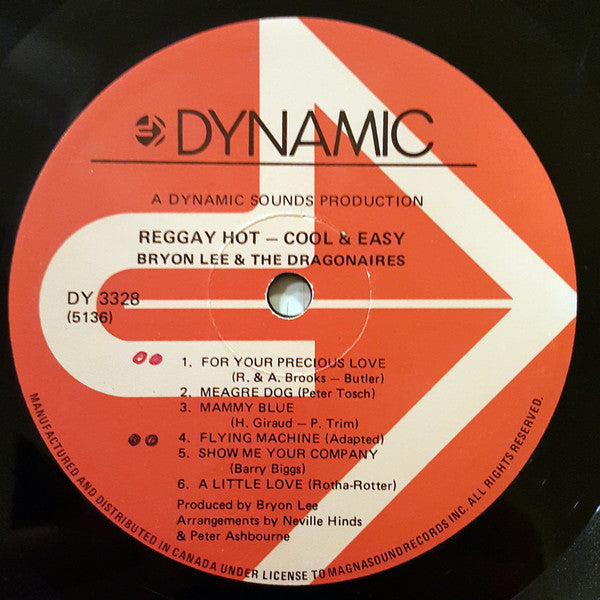 DYNAMIC
A DYNAMIC SOUNDS PRODUCTION
REGGAY HOT – COOL & EASY
BRYON LEE & THE DRAGONAIRES
DY 3328
(5136)
1. FOR YOUR PRECIOUS LOVE
(R. & A. Brooks – Butler)
2. MEAGRE DOG (Peter Tosch)
3. MAMMY BLUE
(H. Giraud – P. Trim)
4. FLYING MACHINE (Adapted)
5. SHOW ME YOUR COMPANY
(Barry Biggs)
6. A LITTLE LOVE (Rotha-Rotter)
Produced by Bryon Lee
Arrangements by Neville Hinds
& Peter Ashbourne
MANUFACTURED AND DISTRIBUTED IN CANADA UNDER LICENSE TO MAGNASOUND RECORDS INC. ALL RIGHTS RESERVED.